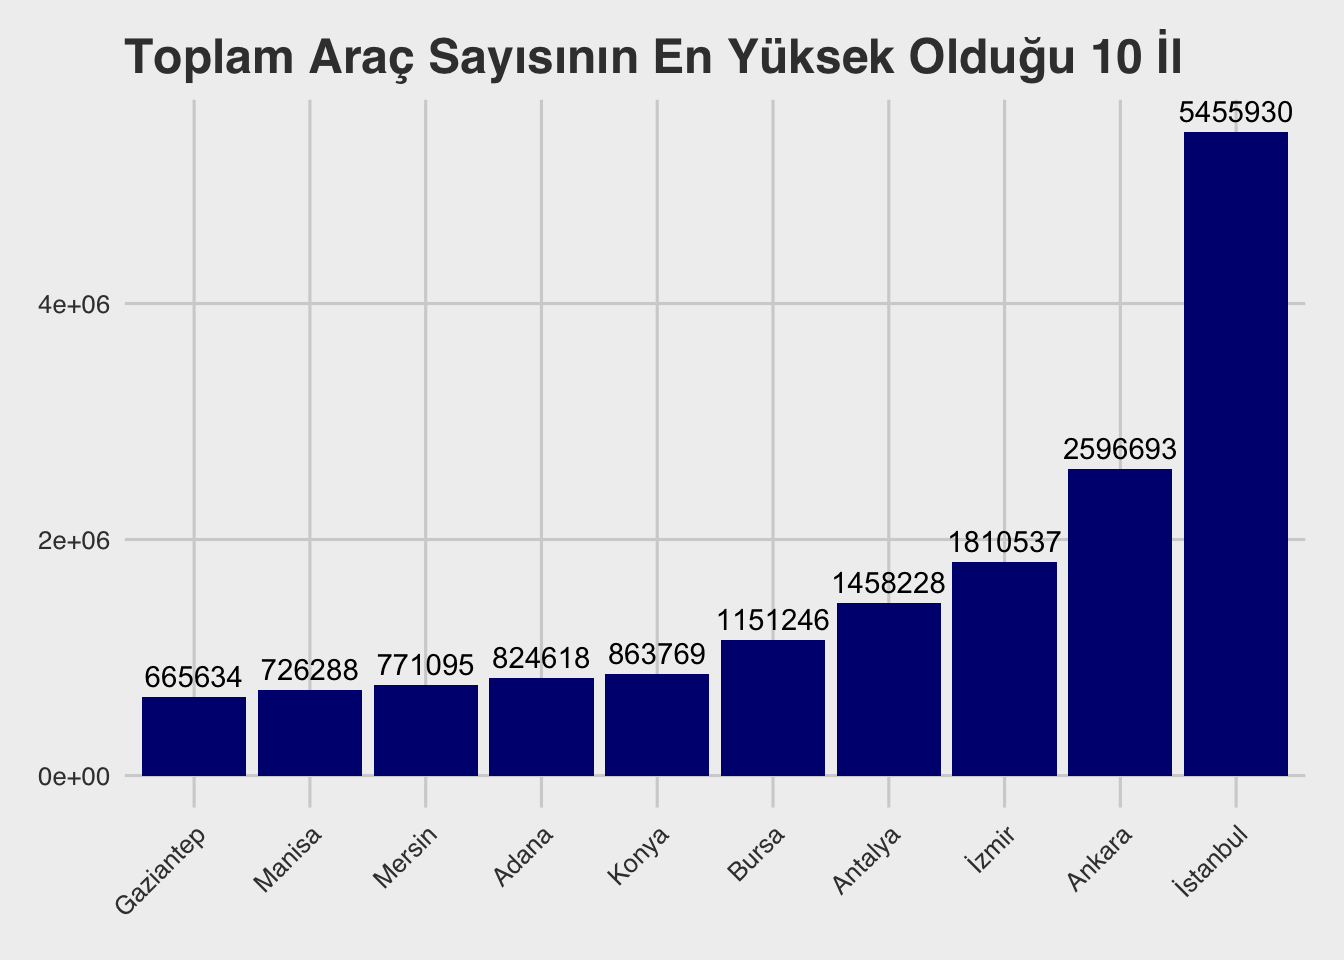 Toplam Araç Sayısının En Yüksek Olduğu 10 İl
5455930
4e+06
2596693
2e+06
1810537
1458228
1151246
863769
824618
771095
726288
665634
0e+00
Gaziantep
Manisa
Mersin
Adana
Konya
Bursa
Antalya
İzmir
Ankara
İstanbul